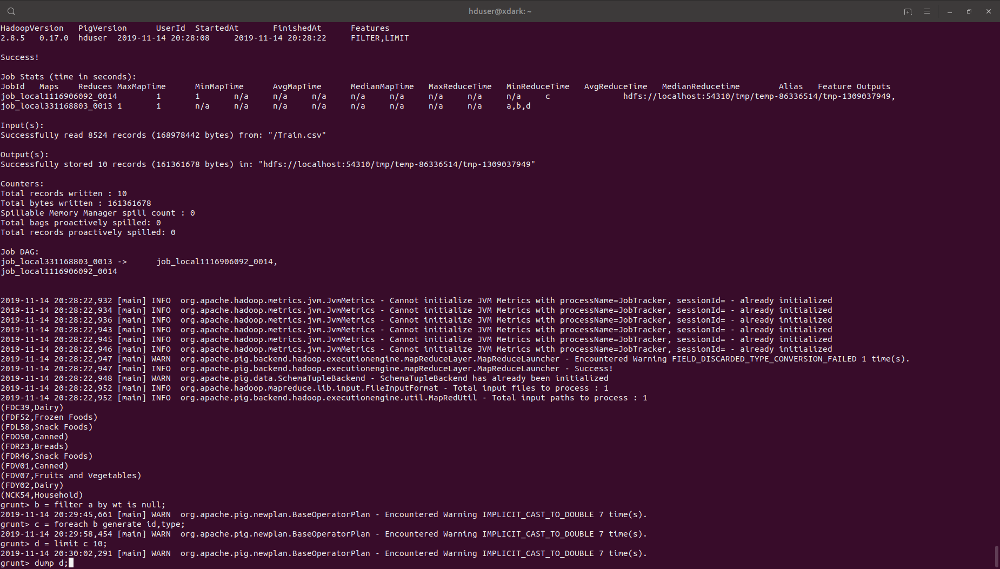 hduser@xdark: ~
HadoopVersion PigVersion UserId StartedAt FinishedAt Features
2.8.5 0.17.0 hduser 2019-11-14 20:28:08 2019-11-14 20:28:22 FILTER,LIMIT
Success!
Job Stats (time in seconds):
JobId Maps Reduces MaxMapTime MinMapTime AvgMapTime MedianMapTime MaxReduceTime MinReduceTime AvgReduceTime MedianReducetime Alias Feature Outputs
job_local1116906092_0014 1 1 n/a n/a n/a n/a n/a n/a n/a n/a c hdfs://localhost:54310/tmp/temp-86336514/tmp-1309037949,
job_local331168803_0013 1 1 n/a n/a n/a n/a n/a n/a n/a n/a a,b,d
Input(s):
Successfully read 8524 records (168978442 bytes) from: "/Train.csv"
Output(s):
Successfully stored 10 records (161361678 bytes) in: "hdfs://localhost:54310/tmp/temp-86336514/tmp-1309037949"
Counters:
Total records written : 10
Total bytes written : 161361678
Spillable Memory Manager spill count : 0
Total bags proactively spilled: 0
Total records proactively spilled: 0
Job DAG:
job_local331168803_0013 -> job_local1116906092_0014,
job_local1116906092_0014
2019-11-14 20:28:22,932 [main] INFO org.apache.hadoop.metrics.jvm.JvmMetrics - Cannot initialize JVM Metrics with processName=JobTracker, sessionId= - already initialized
2019-11-14 20:28:22,934 [main] INFO org.apache.hadoop.metrics.jvm.JvmMetrics - Cannot initialize JVM Metrics with processName=JobTracker, sessionId= - already initialized
2019-11-14 20:28:22,936 [main] INFO org.apache.hadoop.metrics.jvm.JvmMetrics - Cannot initialize JVM Metrics with processName=JobTracker, sessionId= - already initialized
2019-11-14 20:28:22,943 [main] INFO org.apache.hadoop.metrics.jvm.JvmMetrics - Cannot initialize JVM Metrics with processName=JobTracker, sessionId= - already initialized
2019-11-14 20:28:22,945 [main] INFO org.apache.hadoop.metrics.jvm.JvmMetrics - Cannot initialize JVM Metrics with processName=JobTracker, sessionId= - already initialized
2019-11-14 20:28:22,946 [main] INFO org.apache.hadoop.metrics.jvm.JvmMetrics - Cannot initialize JVM Metrics with processName=JobTracker, sessionId= - already initialized
2019-11-14 20:28:22,947 [main] WARN org.apache.pig.backend.hadoop.executionengine.mapReduceLayer.MapReduceLauncher - Encountered Warning FIELD_DISCARDED_TYPE_CONVERSION_FAILED 1 time(s).
2019-11-14 20:28:22,947 [main] INFO org.apache.pig.backend.hadoop.executionengine.mapReduceLayer.MapReduceLauncher - Success!
2019-11-14 20:28:22,948 [main] WARN org.apache.pig.data.SchemaTupleBackend - SchemaTupleBackend has already been initialized
2019-11-14 20:28:22,952 [main] INFO org.apache.hadoop.mapreduce.lib.input.FileInputFormat - Total input files to process : 1
2019-11-14 20:28:22,952 [main] INFO org.apache.pig.backend.hadoop.executionengine.util.MapRedUtil - Total input paths to process : 1
(FDC39,Dairy)
(FDF52,Frozen Foods)
(FDL58,Snack Foods)
(FDO50,Canned)
(FDR23,Breads)
(FDR46,Snack Foods)
(FDV01,Canned)
(FDV07,Fruits and Vegetables)
(FDY02,Dairy)
(NCK54,Household)
grunt> b = filter a by wt is null;
2019-11-14 20:29:45,661 [main] WARN org.apache.pig.newplan.BaseOperatorPlan - Encountered Warning IMPLICIT_CAST_TO_DOUBLE 7 time(s).
grunt> c = foreach b generate id,type;
2019-11-14 20:29:58,454 [main] WARN org.apache.pig.newplan.BaseOperatorPlan - Encountered Warning IMPLICIT_CAST_TO_DOUBLE 7 time(s).
grunt> d = limit c 10;
2019-11-14 20:30:02,291 [main] WARN org.apache.pig.newplan.BaseOperatorPlan - Encountered Warning IMPLICIT_CAST_TO_DOUBLE 7 time(s).
grunt> dump d;